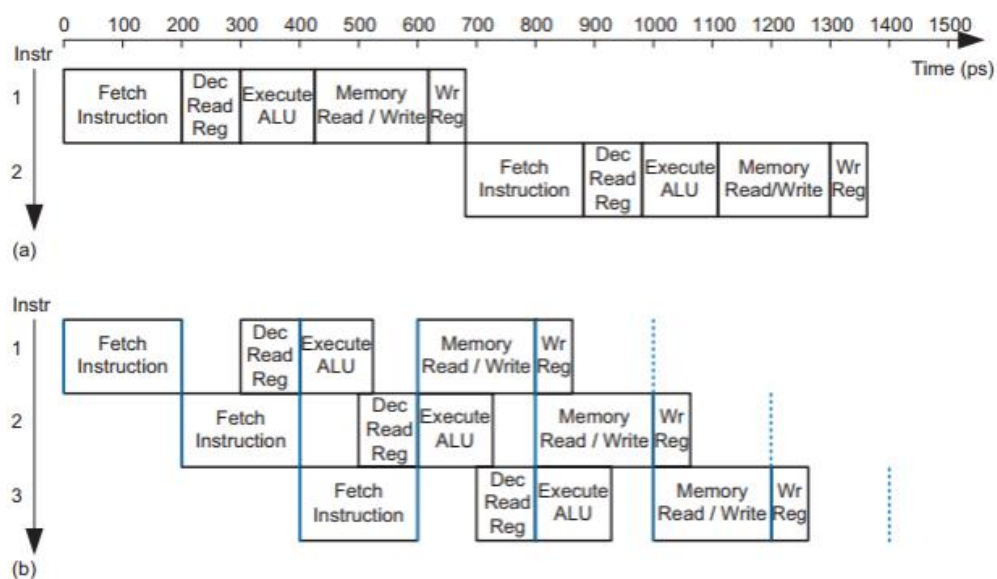 0 100 200 300 400 500 600 700 800 900 1000 1100 1200 1300 1400 1500
Instr
Time (ps)
1
Fetch
Instruction
Dec
Read
Reg
Execute
ALU
Memory
Read / Write
Wr
Reg
2
Fetch
Instruction
Dec
Read
Reg
Execute
ALU
Memory
Read/Write
Wr
Reg
(a)
Instr
1
Fetch
Instruction
Dec
Read
Reg
Execute
ALU
Memory
Read / Write
Wr
Reg
2
Fetch
Instruction
Dec
Read
Reg
Execute
ALU
Memory
Read / Write
Wr
Reg
3
Fetch
Instruction
Dec
Read
Reg
Execute
ALU
Memory
Read / Write
Wr
Reg
(b)